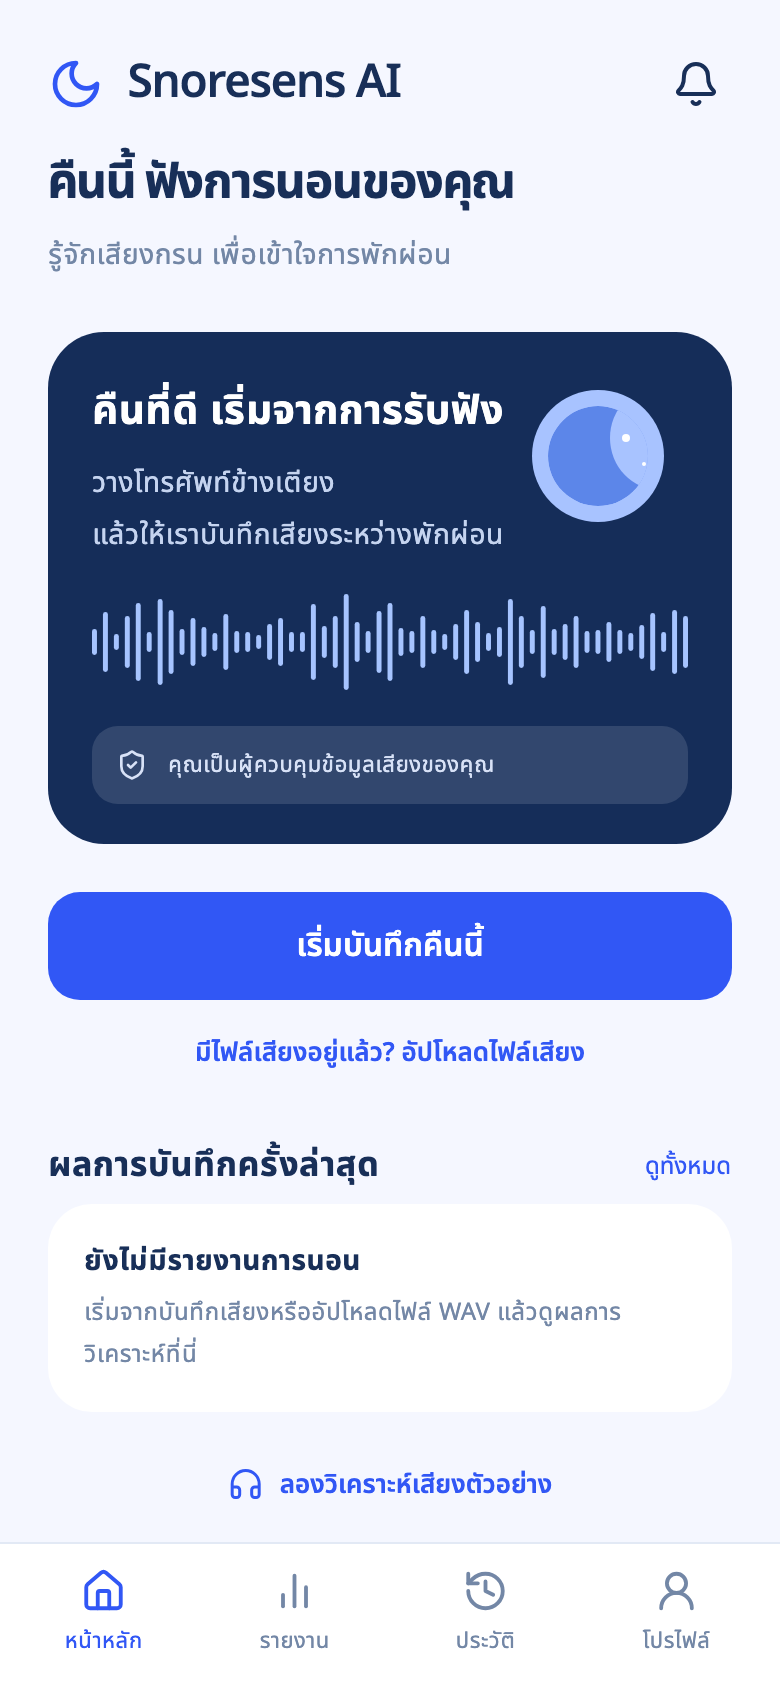 Snoresens AI
คืนนี้ ฟังการนอนของคุณ
รู้จักเสียงกรน เพื่อเข้าใจการพักผ่อน
คืนที่ดี เริ่มจากการรับฟัง
วางโทรศัพท์ข้างเตียง
แล้วให้เราบันทึกเสียงระหว่างพักผ่อน
คุณเป็นผู้ควบคุมข้อมูลเสียงของคุณ
เริ่มบันทึกคืนนี้
มีไฟล์เสียงอยู่แล้ว? อัปโหลดไฟล์เสียง
ผลการบันทึกครั้งล่าสุด
ดูทั้งหมด
ยังไม่มีรายงานการนอน
เริ่มจากบันทึกเสียงหรืออัปโหลดไฟล์ WAV แล้วดูผลการ
วิเคราะห์ที่นี่
ลองวิเคราะห์เสียงตัวอย่าง
หน้าหลัก
รายงาน
ประวัติ
โปรไฟล์